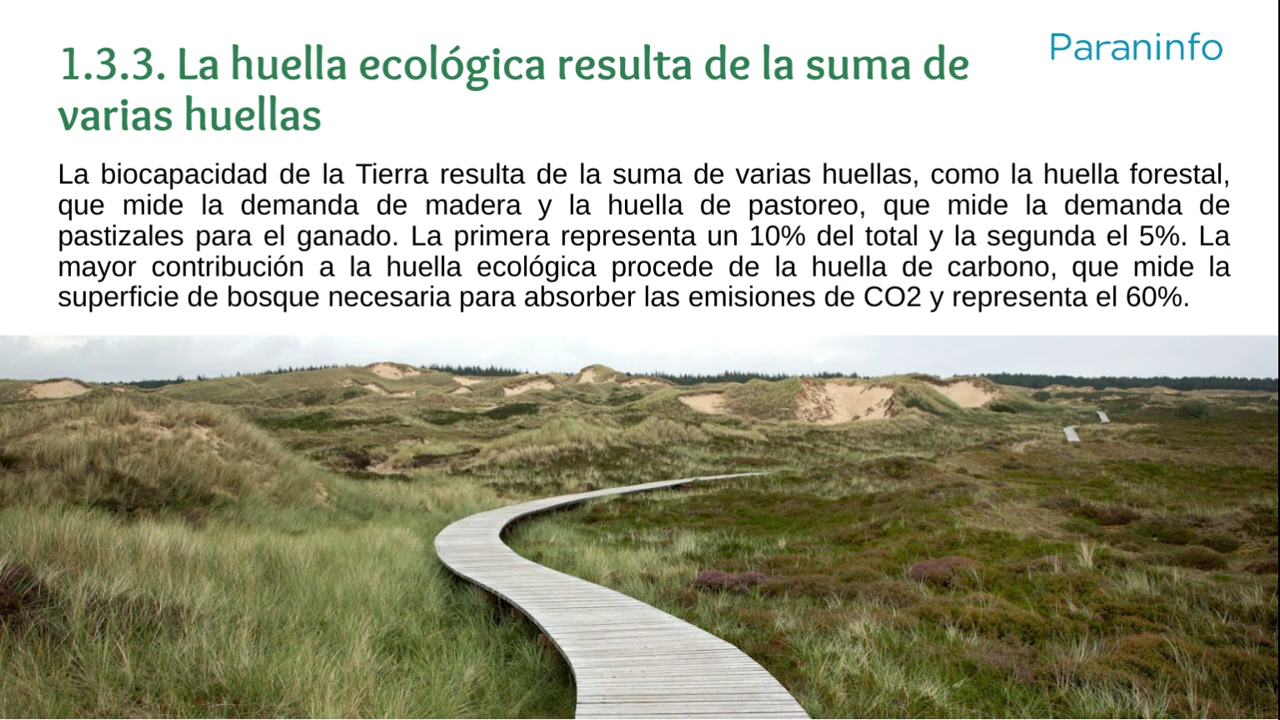 1.3.3. La huella ecológica resulta de la suma de
varias huellas
Paraninfo
La biocapacidad de la Tierra resulta de la suma de varias huellas, como la huella forestal,
que mide la demanda de madera y la huella de pastoreo, que mide la demanda de
pastizales para el ganado. La primera representa un 10% del total y la segunda el 5%. La
mayor contribución a la huella ecológica procede de la huella de carbono, que mide la
superficie de bosque necesaria para absorber las emisiones de CO2 y representa el 60%.